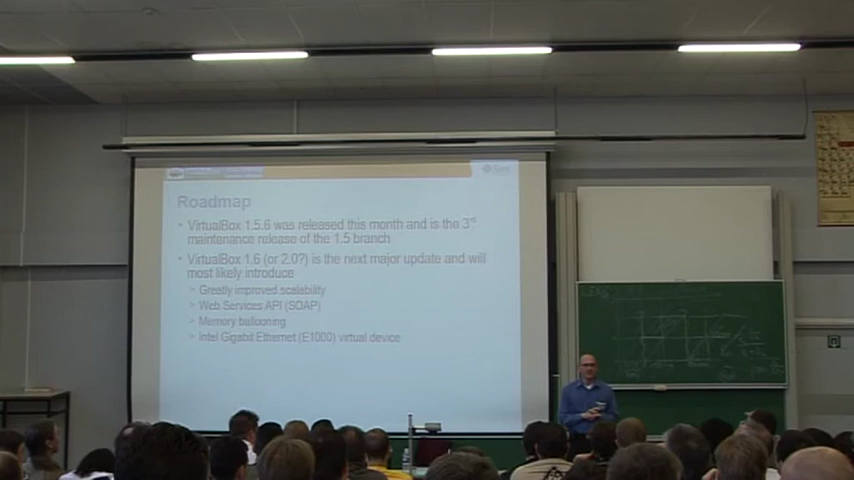 Roadmap
VirtualBox 1.5.6 was released this month and is the 3rd
maintenance release of the 1.5 branch
VirtualBox 1.6 (or 2.0?) is the next major update and will
most likely introduce
> Greatly improved scalability
> Web Services API (SOAP)
> Memory ballooning
> Intel Gigabit Ethernet (E1000) virtual device